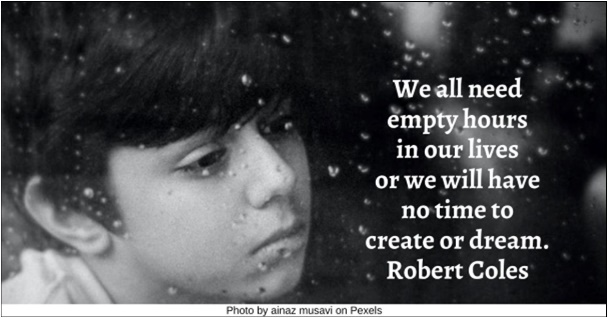 We all need
empty hours
in our lives
or we will have
no time to
create or dream.
Robert Coles
Photo by ainaz musavi on Pexels